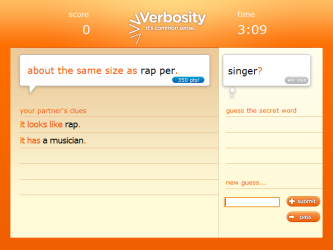 score
Verbosity
it's common sense.
time
0
3:09
about the same size as rap per.
350 pts!
singer?
your partner's clues
it looks like rap.
it has a musician.
guess the secret word
new guess...
submit
pass